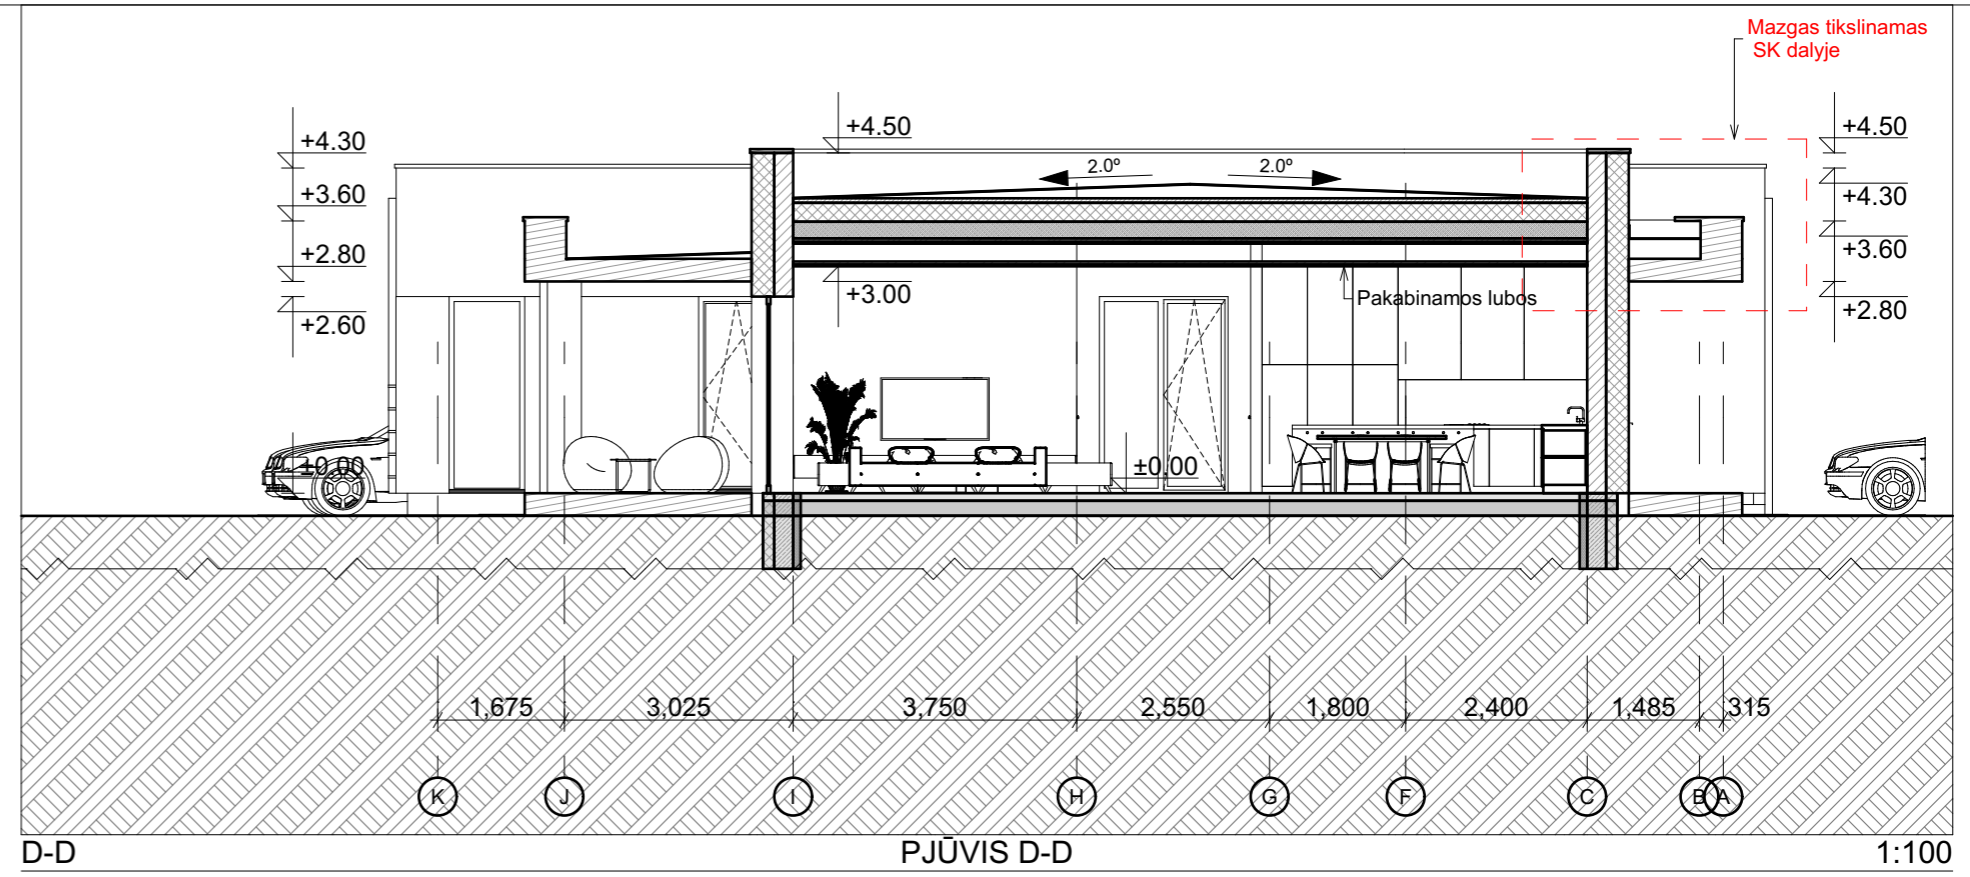 Mazgas tikslinamas
SK dalyje
+4.30
+3.60
+2.80
+2.60
±0.00
+4.50
2.0º
2.0º
+3.00
Pakabinamos lubos
±0.00
+4.50
+4.30
+3.60
+2.80
1,675
3,025
3,750
2,550
1,800
2,400
1,485
315
K
J
I
H
G
F
C
B
A
D-D
PJŪVIS D-D
1:100